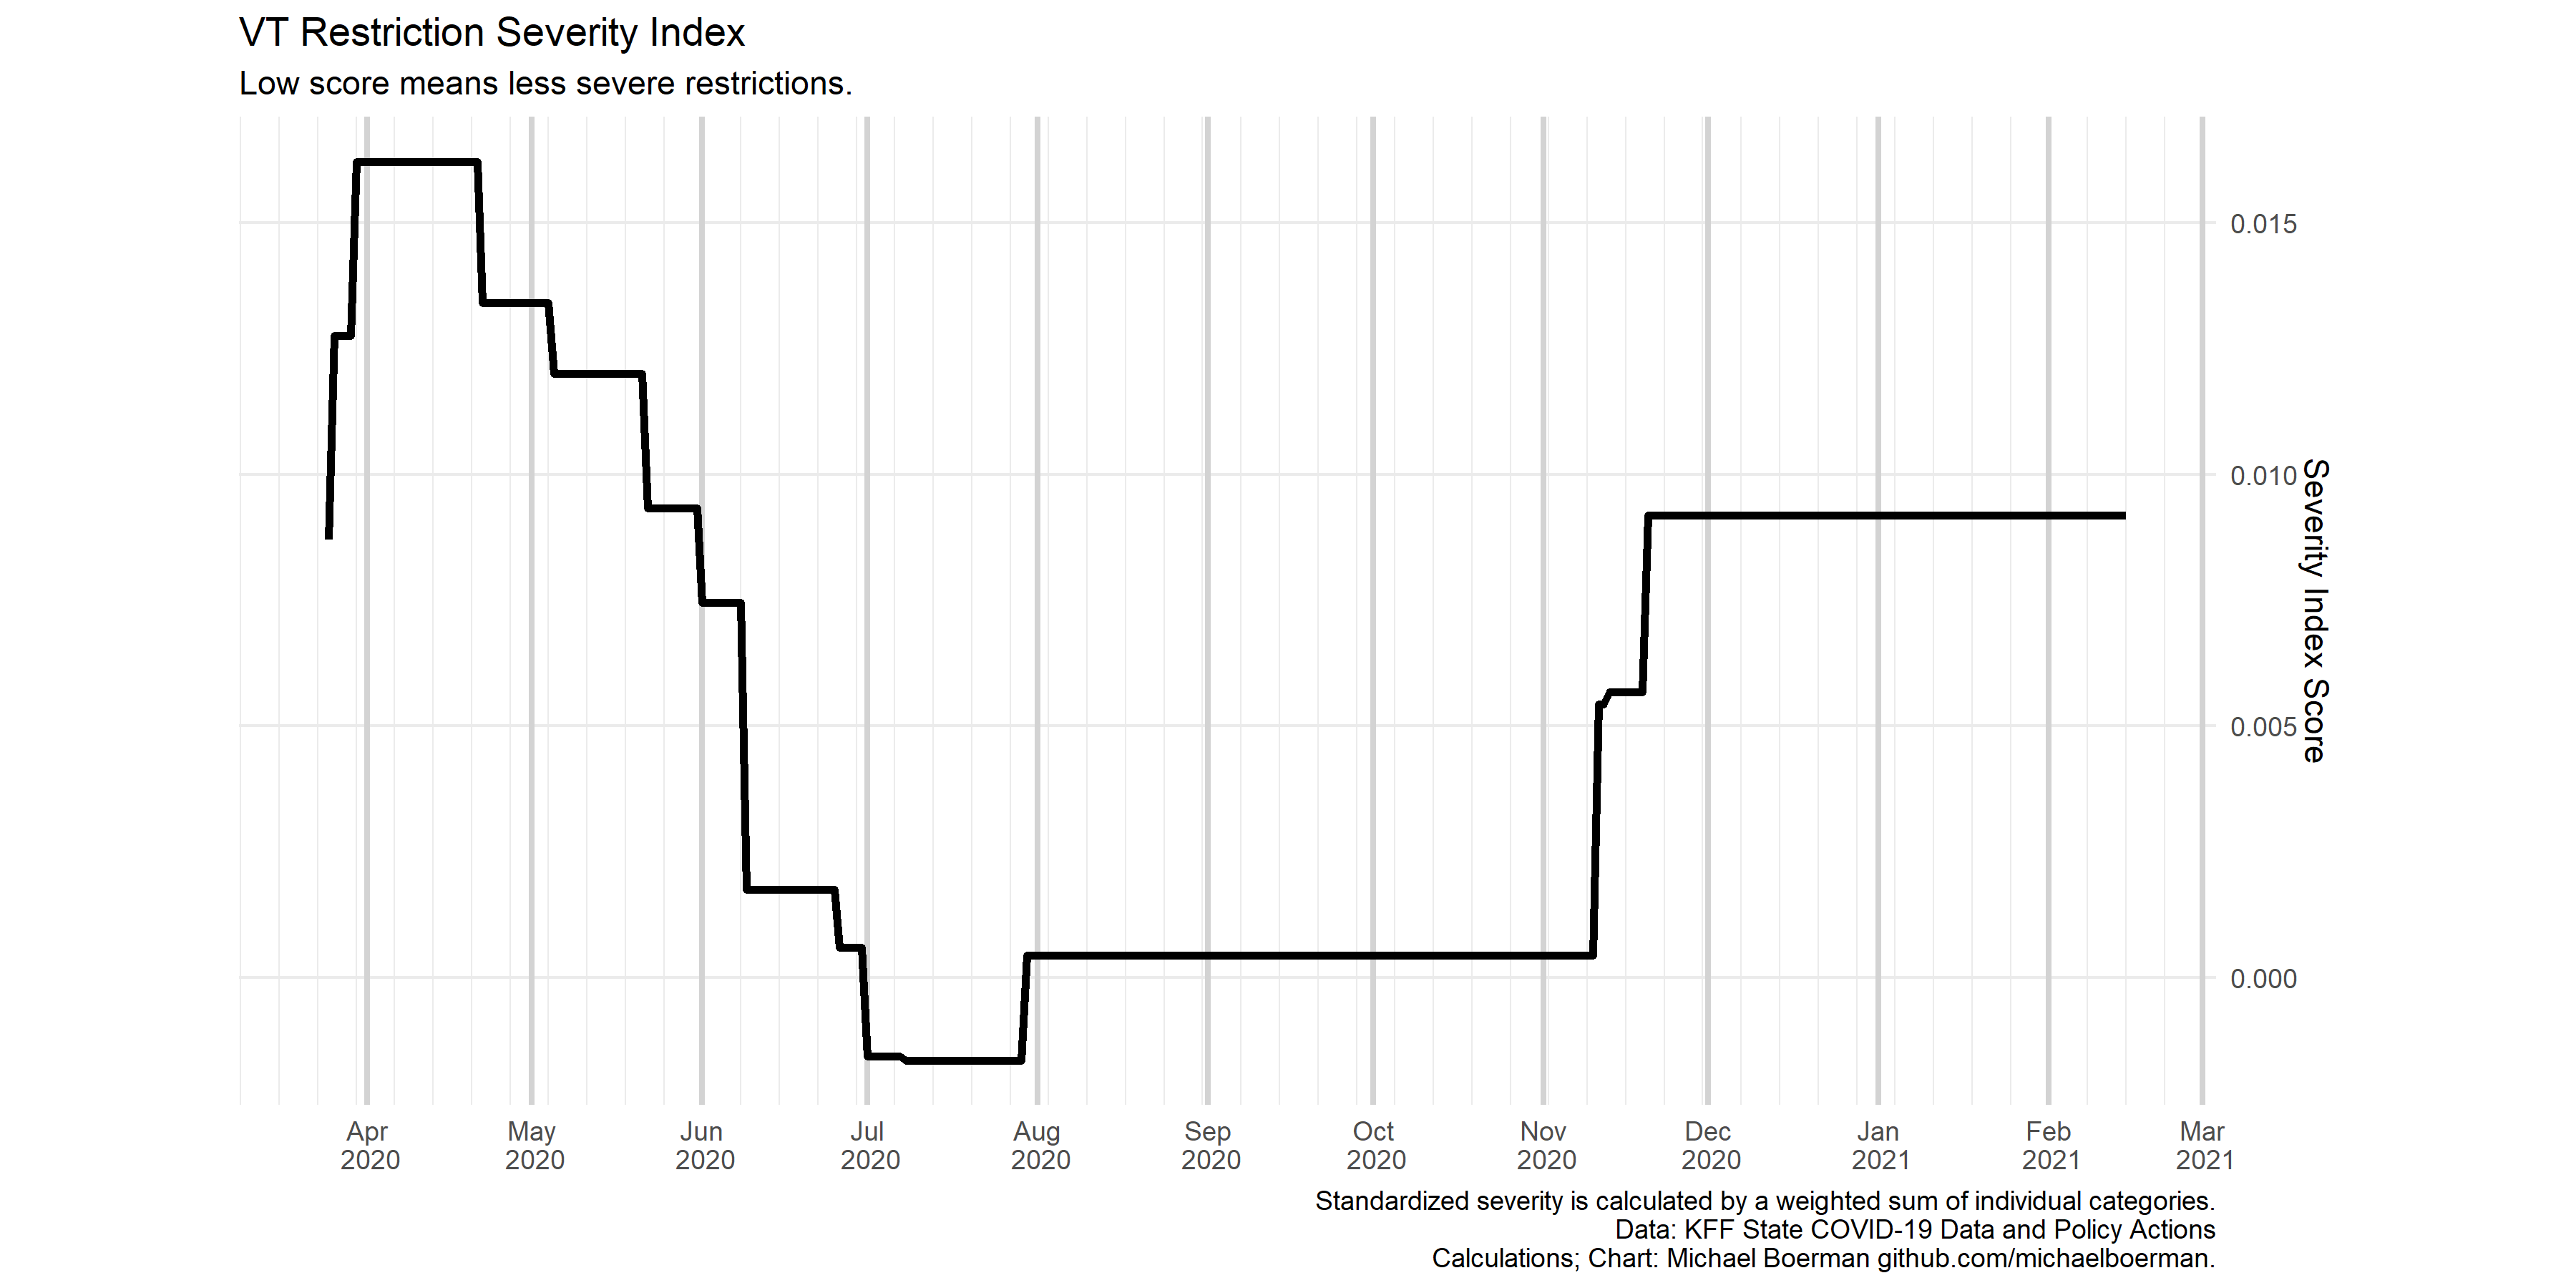 VT Restriction Severity Index
Low score means less severe restrictions.
0.015
0.010
0.005
0.000
Severity Index Score
Apr 2020
May 2020
Jun 2020
Jul 2020
Aug 2020
Sep 2020
Oct 2020
Nov 2020
Dec 2020
Jan 2021
Feb 2021
Mar 2021
Standardized severity is calculated by a weighted sum of individual categories.
Data: KFF State COVID-19 Data and Policy Actions
Calculations; Chart: Michael Boerman github.com/michaelboerman.